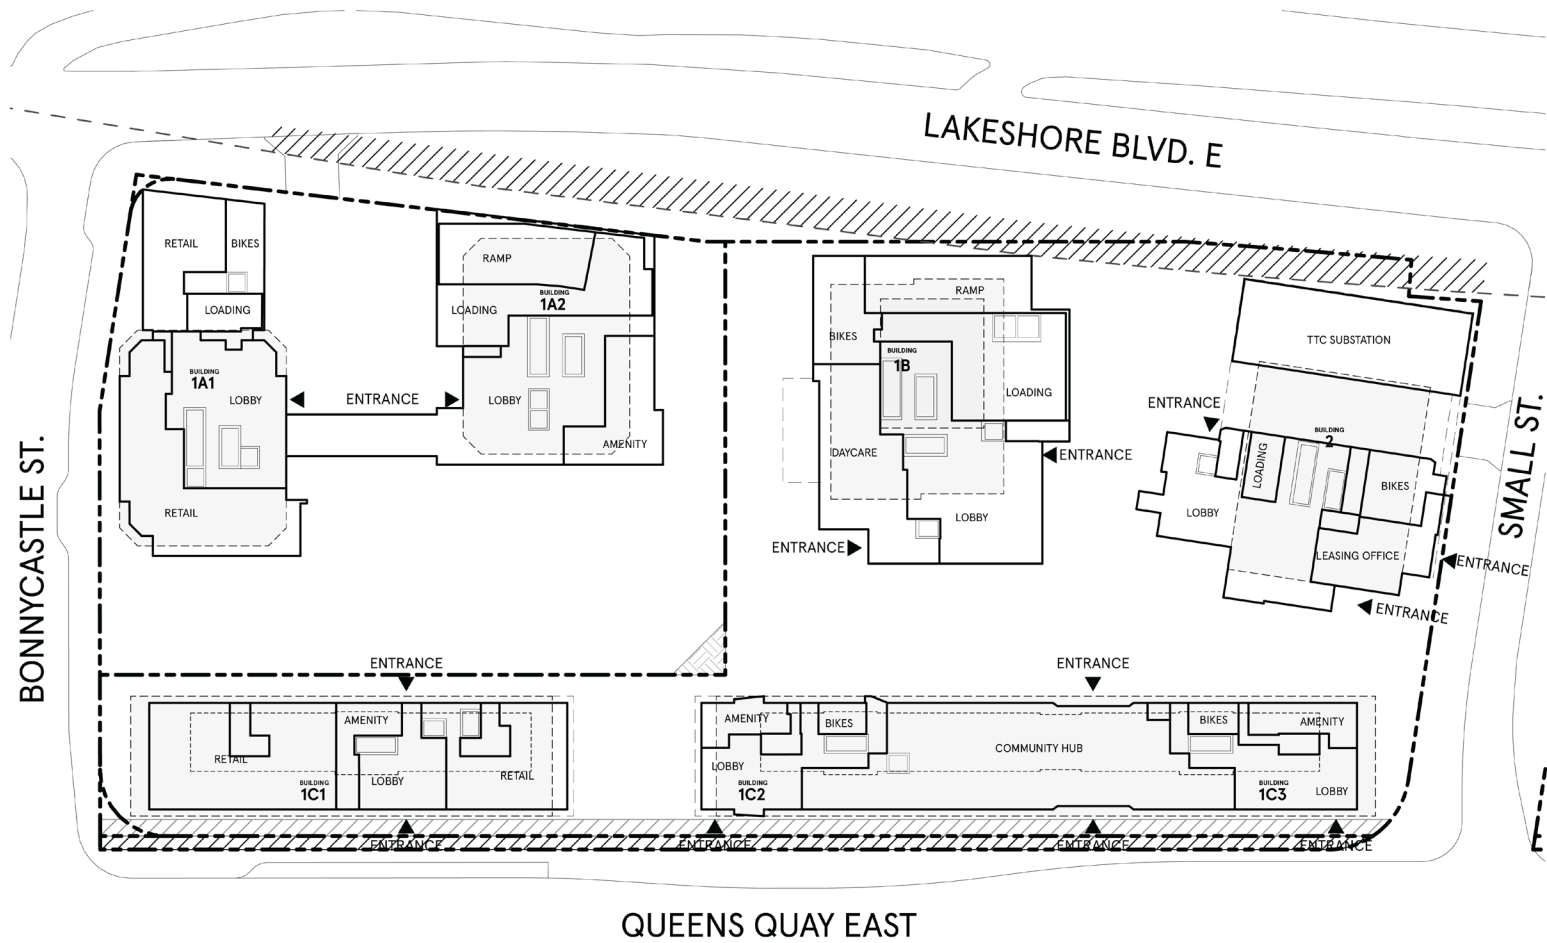 LAKESHORE BLVD. E
RETAIL
BIKES
LOADING
BUILDING
1A1
LOBBY
RETAIL
ENTRANCE
RAMP
BUILDING
1A2
LOADING
LOBBY
AMENITY
RAMP
BIKES
BUILDING
1B
LOADING
DAYCARE
ENTRANCE
LOBBY
ENTRANCE
TTC SUBSTATION
ENTRANCE
BUILDING
2
LOADING
BIKES
LOBBY
LEASING OFFICE
ENTRANCE
ENTRANCE
BONNYCASTLE ST.
SMALL ST.
ENTRANCE
ENTRANCE
AMENITY
RETAIL
LOBBY
RETAIL
BUILDING
1C1
AMENITY
BIKES
LOBBY
BUILDING
1C2
COMMUNITY HUB
BIKES
AMENITY
BUILDING
1C3
LOBBY
ENTRANCE
ENTRANCE
ENTRANCE
ENTRANCE
QUEENS QUAY EAST